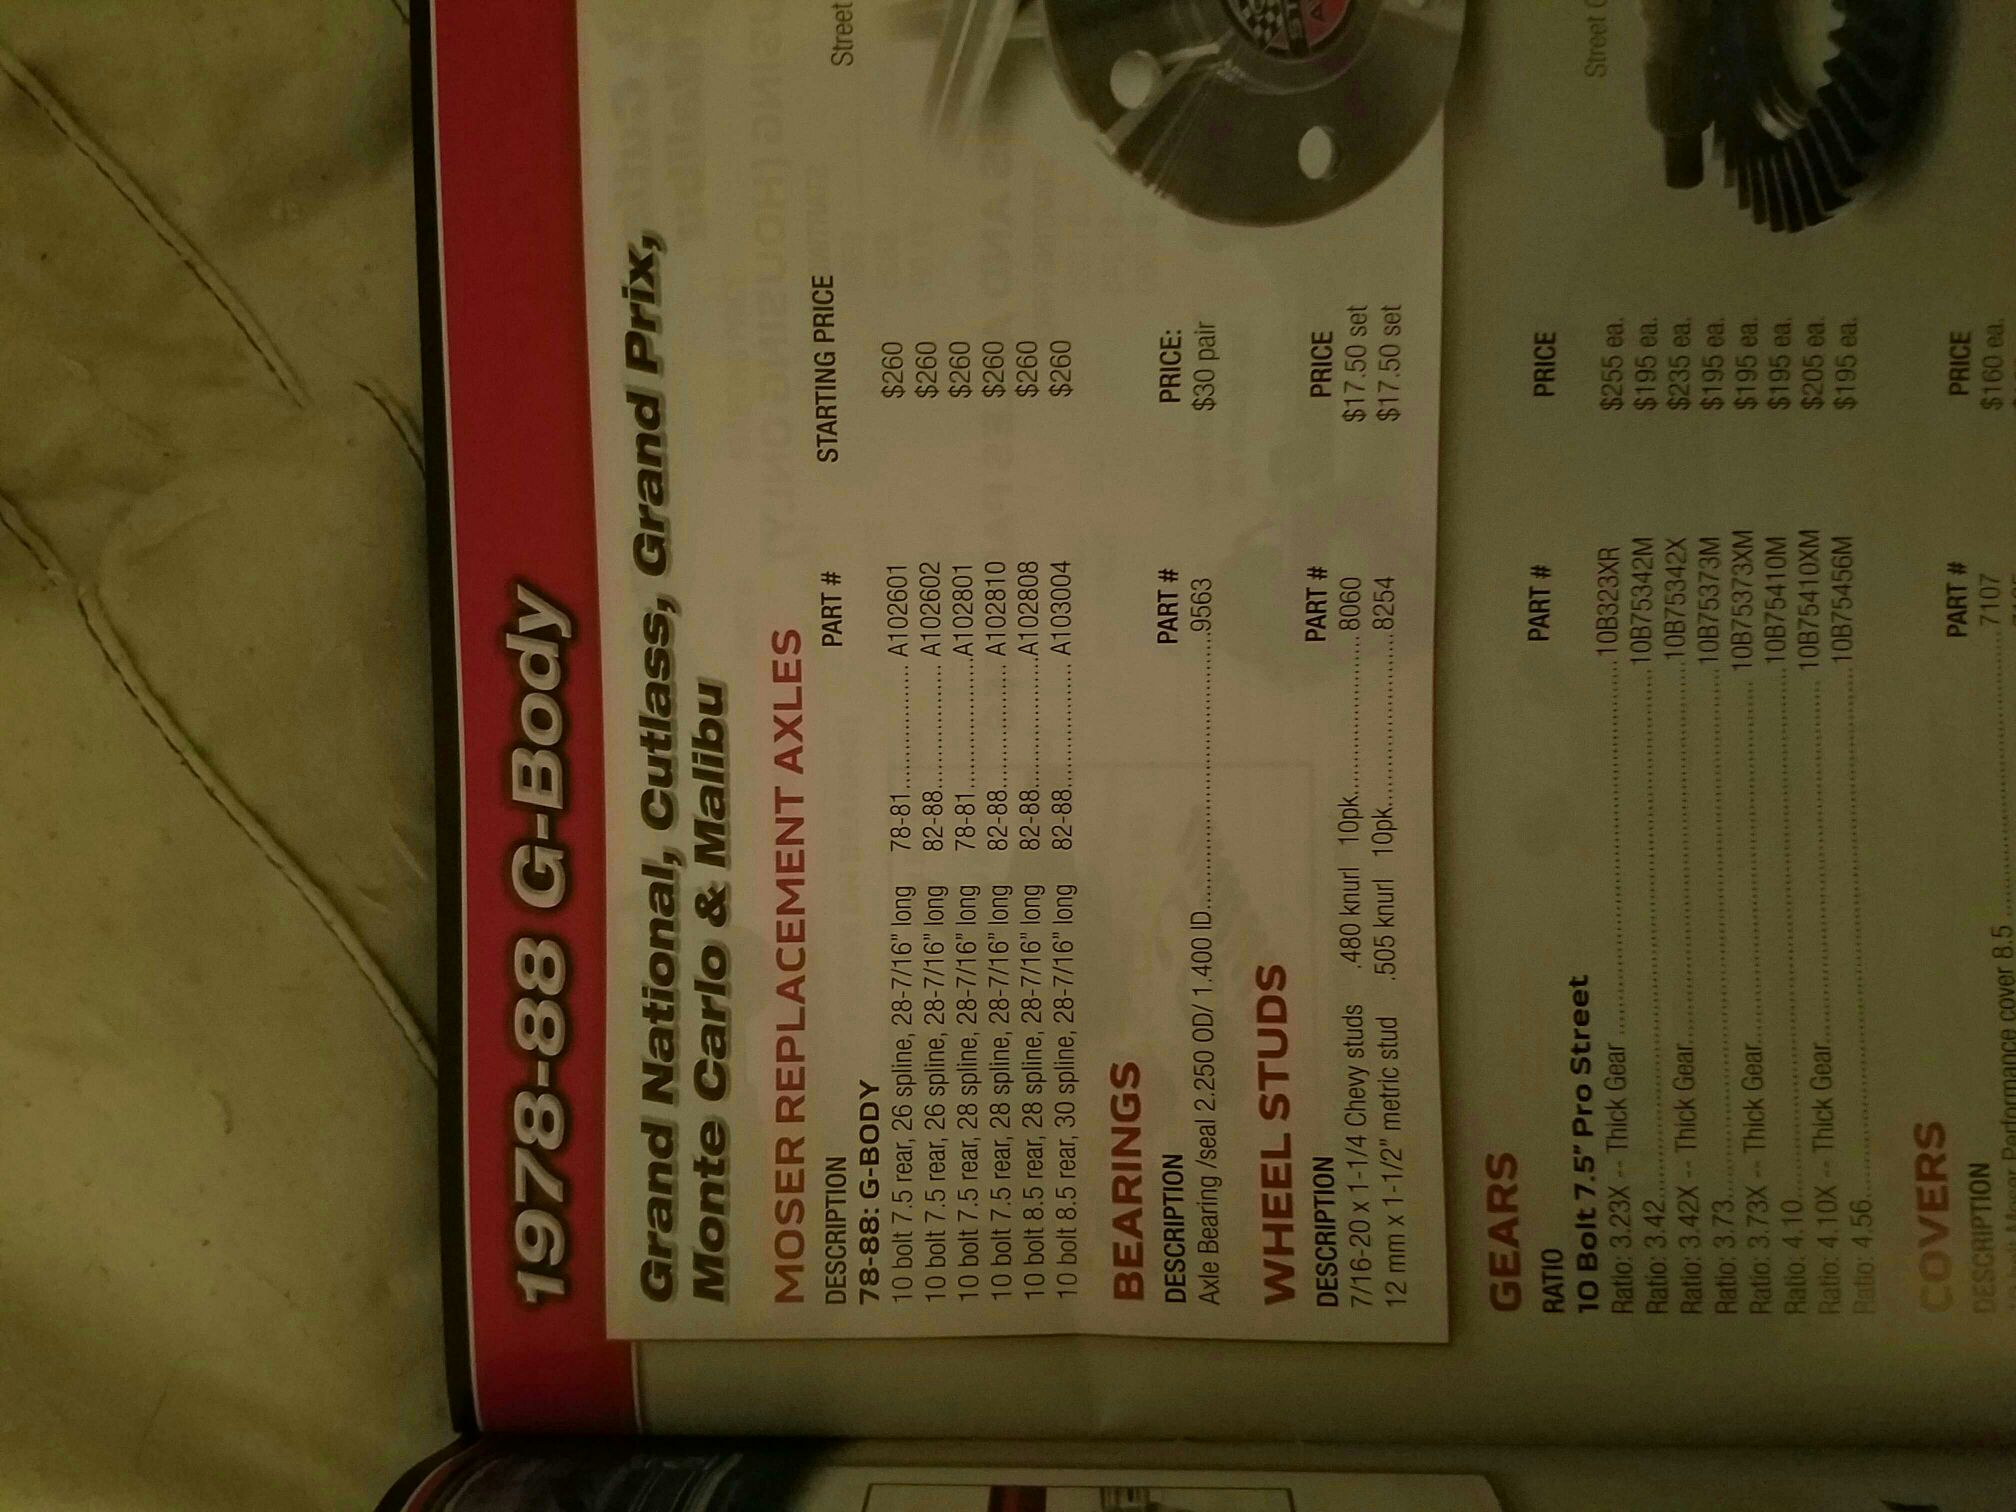 1978-88 G-Body
Grand National, Cutlass, Grand Prix,
Monte Carlo & Malibu
MOSER REPLACEMENT AXLES
DESCRIPTION PART # STARTING PRICE
78-88: G-BODY
10 bolt 7.5 rear, 26 spline, 28-7/16" long 78-81 A102601 $260
10 bolt 7.5 rear, 26 spline, 28-7/16" long 82-88 A102602 $260
10 bolt 7.5 rear, 28 spline, 28-7/16" long 78-81 A102801 $260
10 bolt 7.5 rear, 28 spline, 28-7/16" long 82-88 A102810 $260
10 bolt 8.5 rear, 28 spline, 28-7/16" long 82-88 A102808 $260
10 bolt 8.5 rear, 30 spline, 28-7/16" long 82-88 A103004 $260
Street
BEARINGS
DESCRIPTION PART # PRICE:
Axle Bearing /seal 2.250 OD/ 1.400 ID 9563 $30 pair
WHEEL STUDS
DESCRIPTION PART # PRICE
7/16-20 x 1-1/4 Chevy studs .480 knurl 10pk 8060 $17.50 set
12 mm x 1-1/2" metric stud .505 knurl 10pk 8254 $17.50 set
GEARS
RATIO PART # PRICE
10 Bolt 7.5" Pro Street
Ratio: 3.23X -- Thick Gear 10B323XR $255 ea.
Ratio: 3.42 10B75342M $195 ea.
Ratio: 3.42X -- Thick Gear 10B75342X $235 ea.
Ratio: 3.73 10B75373M $195 ea.
Ratio: 3.73X -- Thick Gear 10B75373XM $195 ea.
Ratio: 4.10 10B75410M $195 ea.
Ratio: 4.10X -- Thick Gear 10B75410XM $205 ea.
Ratio: 4.56 10B75456M $195 ea.
Street
COVERS
DESCRIPTION PART # PRICE
Performance cover 8.5 7107 $160 ea.